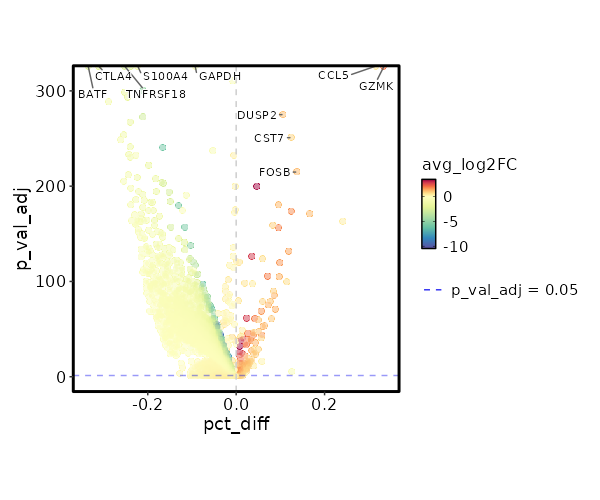 CTLA4
S100A4
GAPDH
CCL5
BATF
TNFRSF18
GZMK
DUSP2
CST7
FOSB
300
200
100
0
p_val_adj
-0.2
0.0
0.2
pct_diff
avg_log2FC
0
-5
-10
p_val_adj = 0.05